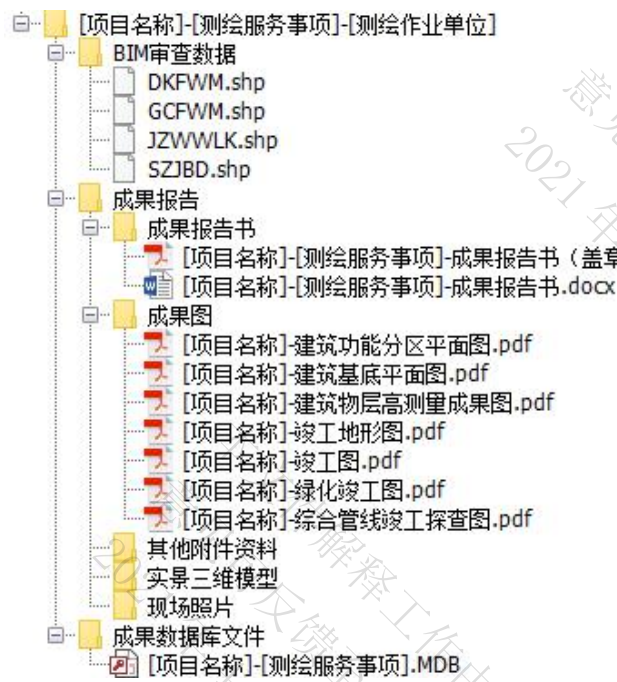 [项目名称]-[测绘服务事项]-[测绘作业单位]
BIM审查数据
DKFWM.shp
GCFWM.shp
JZWWLK.shp
SZJBD.shp
成果报告
成果报告书
[项目名称]-[测绘服务事项]-成果报告书（盖章
[项目名称]-[测绘服务事项]-成果报告书.docx
成果图
[项目名称]-建筑功能分区平面图.pdf
[项目名称]-建筑基底平面图.pdf
[项目名称]-建筑物层高测量成果图.pdf
[项目名称]-竣工地形图.pdf
[项目名称]-竣工图.pdf
[项目名称]-绿化竣工图.pdf
[项目名称]-综合管线竣工探查图.pdf
其他附件资料
实景三维模型
现场照片
成果数据库文件
[项目名称]-[测绘服务事项].MDB